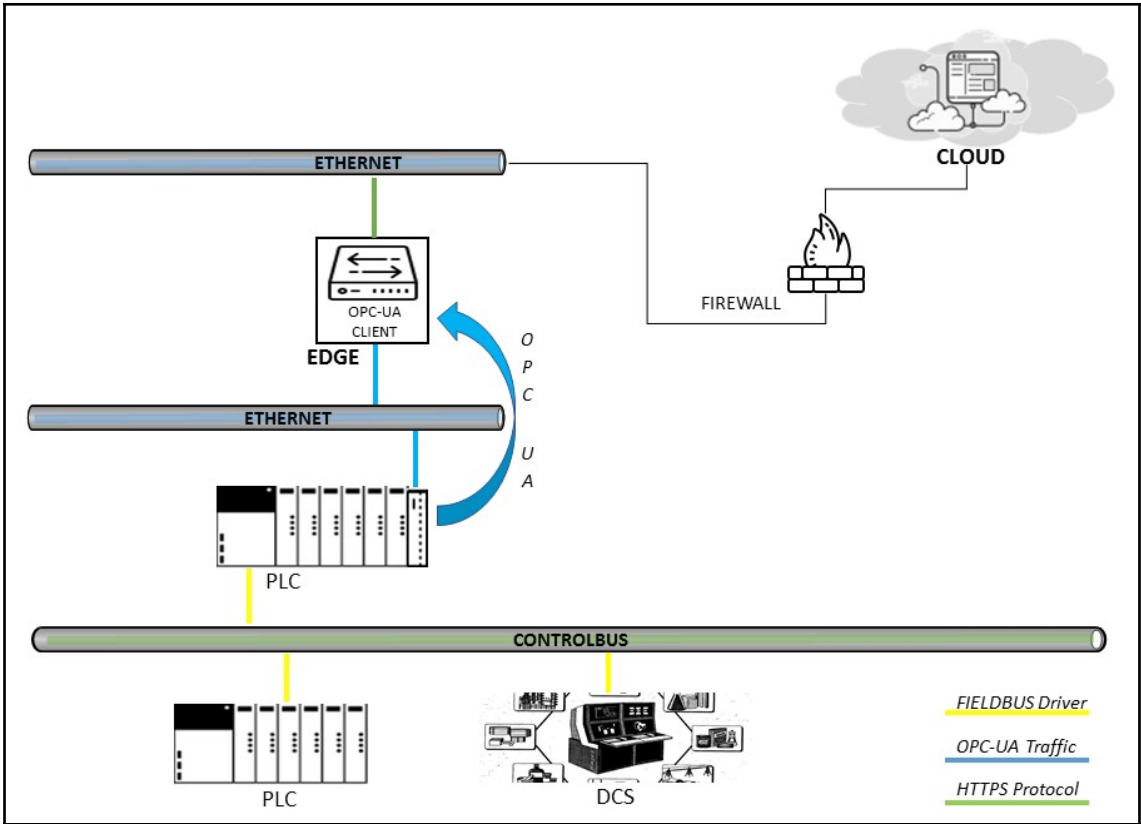 CLOUD
ETHERNET
OPC-UA
CLIENT
EDGE
FIREWALL
O
P
C
U
A
ETHERNET
PLC
CONTROLBUS
PLC
DCS
FIELDBUS Driver
OPC-UA Traffic
HTTPS Protocol